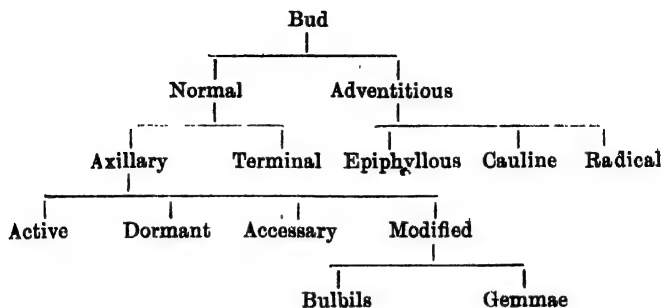 Bud
Normal Adventitious
Axillary Terminal Epiphyllous Cauline Radical
Active Dormant Accessary Modified
Bulbils Gemmae